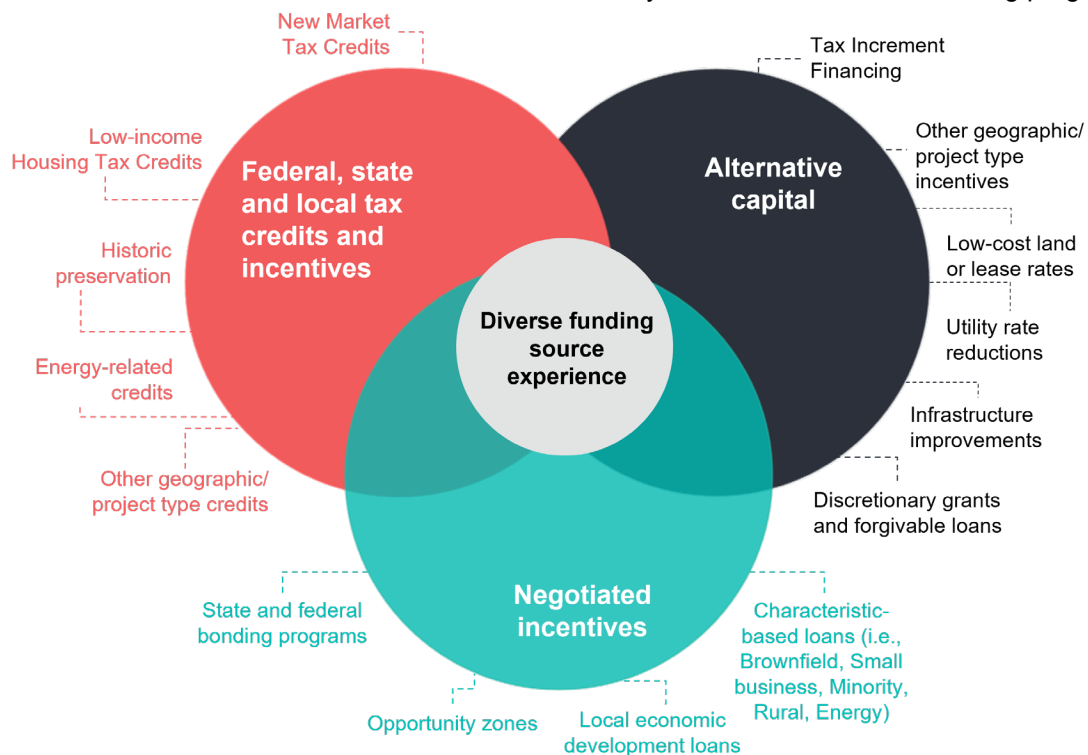 New Market
Tax Credits
Tax Increment
Financing
Low-income
Housing Tax Credits
Other geographic/
project type
incentives
Federal, state
and local tax
credits and
incentives
Alternative
capital
Historic
preservation
Low-cost land
or lease rates
Diverse funding
source
experience
Utility rate
reductions
Energy-related
credits
Infrastructure
improvements
Other geographic/
project type credits
Discretionary grants
and forgivable loans
Negotiated
incentives
State and federal
bonding programs
Characteristic-
based loans (i.e.,
Brownfield, Small
business, Minority,
Rural, Energy)
Opportunity zones
Local economic
development loans